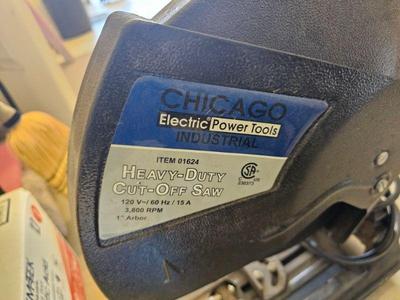 CHICAGO
Electric® Power Tools
INDUSTRIAL
ITEM 01624
HEAVY-DUTY
CUT-OFF SAW
120 V~/ 60 Hz / 15 A
3,800 RPM
1" Arbor